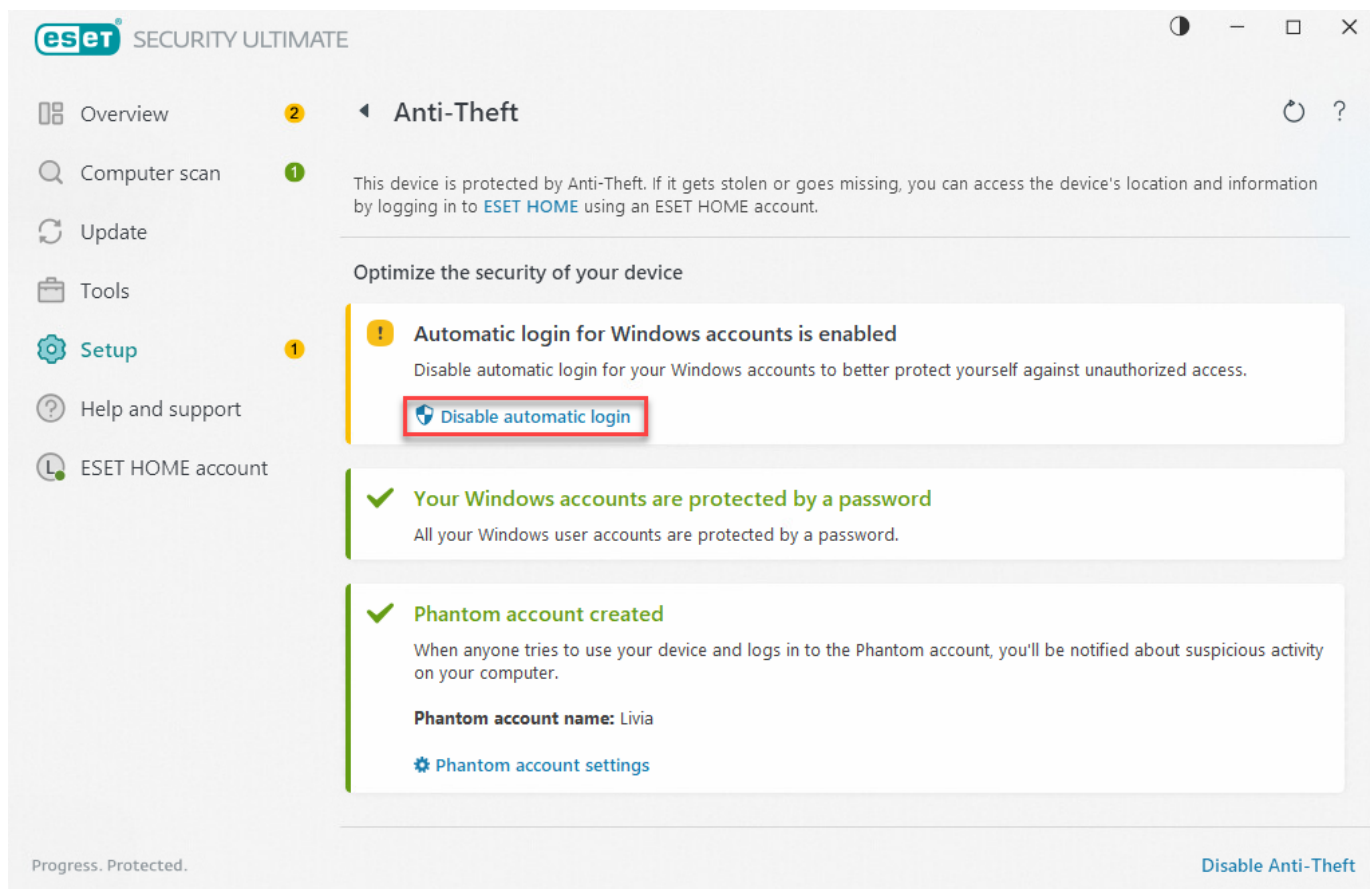 eset SECURITY ULTIMATE
Overview 2
Computer scan 1
Update
Tools
Setup 1
Help and support
L ESET HOME account
Anti-Theft ?
This device is protected by Anti-Theft. If it gets stolen or goes missing, you can access the device's location and information
by logging in to ESET HOME using an ESET HOME account.
Optimize the security of your device
! Automatic login for Windows accounts is enabled
Disable automatic login for your Windows accounts to better protect yourself against unauthorized access.
Disable automatic login
Your Windows accounts are protected by a password
All your Windows user accounts are protected by a password.
Phantom account created
When anyone tries to use your device and logs in to the Phantom account, you'll be notified about suspicious activity
on your computer.
Phantom account name: Livia
Phantom account settings
Progress. Protected.
Disable Anti-Theft